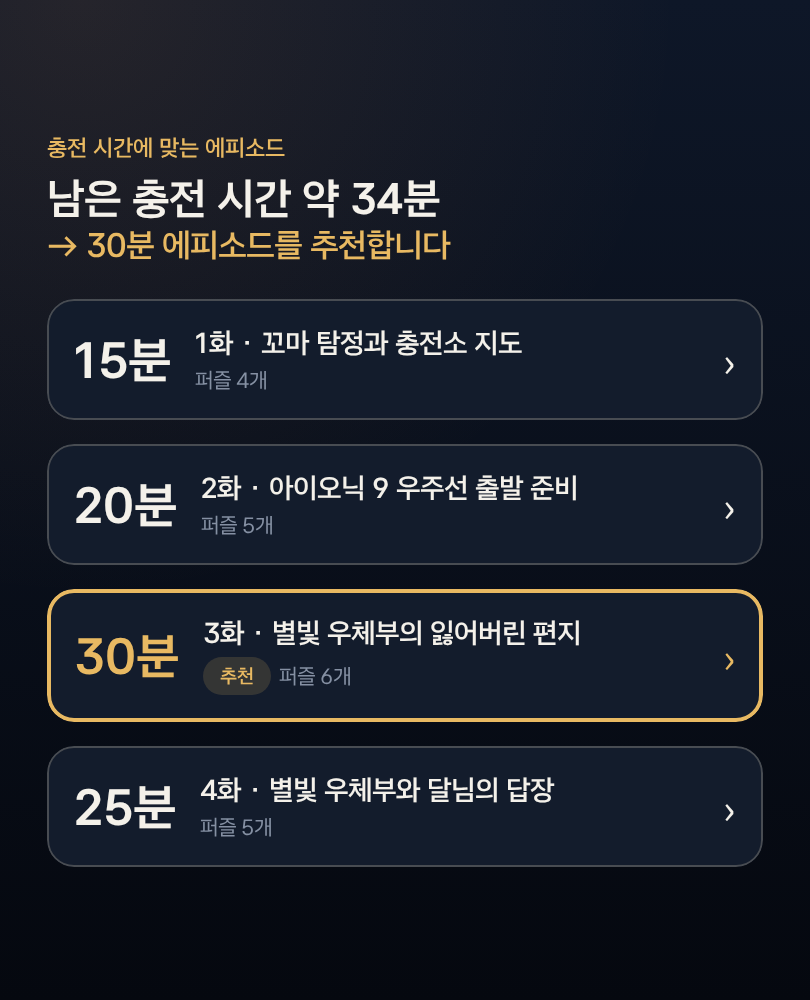 충전 시간에 맞는 에피소드
남은 충전 시간 약 34분
→ 30분 에피소드를 추천합니다
15분
1화 · 꼬마 탐정과 충전소 지도
퍼즐 4개
›
20분
2화 · 아이오닉 9 우주선 출발 준비
퍼즐 5개
›
30분
3화 · 별빛 우체부의 잃어버린 편지
추천 퍼즐 6개
›
25분
4화 · 별빛 우체부와 달님의 답장
퍼즐 5개
›